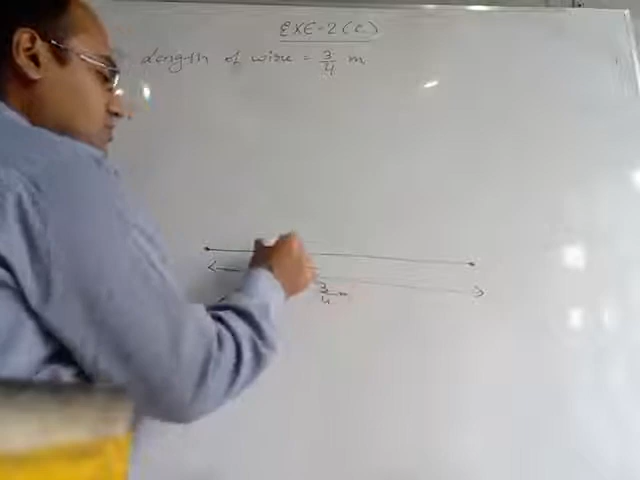 EXE-2(c)
Length of wire = 3/4 m
3/4 m